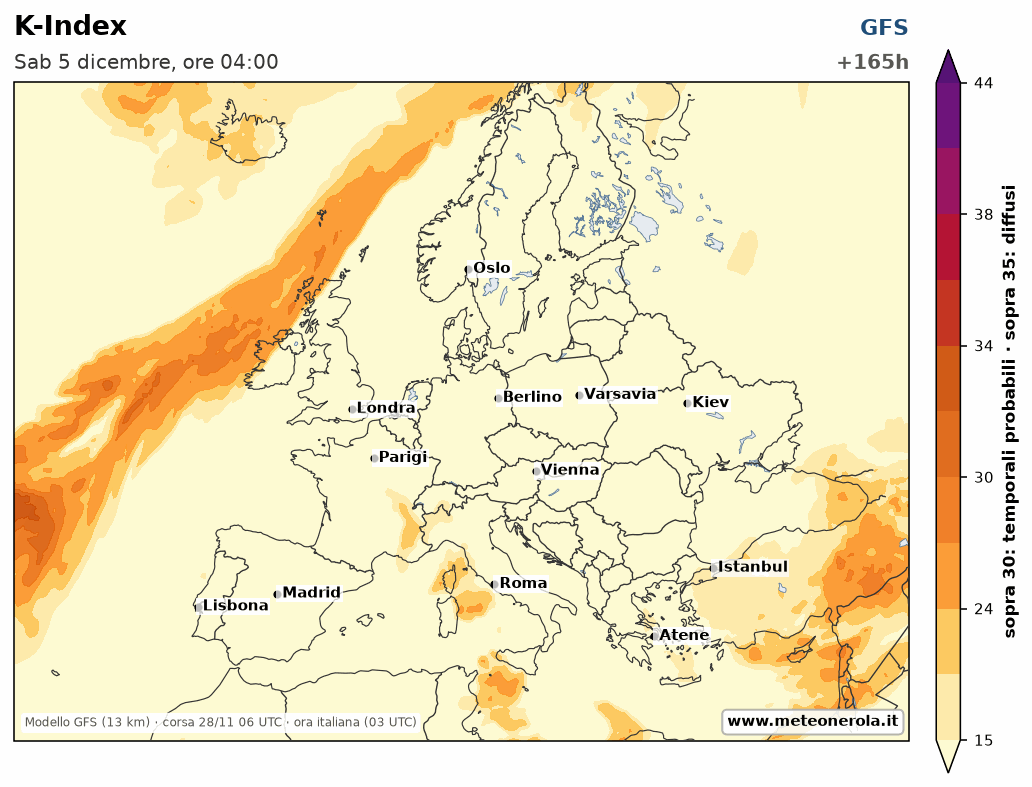 K-Index
GFS
Sab 5 dicembre, ore 04:00
+165h
44
38
34
30
24
15
sopra 30: temporali probabili · sopra 35: diffusi
Oslo
Londra
Berlino
Varsavia
Kiev
Parigi
Vienna
Istanbul
Roma
Madrid
Lisbona
Atene
Modello GFS (13 km) · corsa 28/11 06 UTC · ora italiana (03 UTC)
www.meteonerola.it